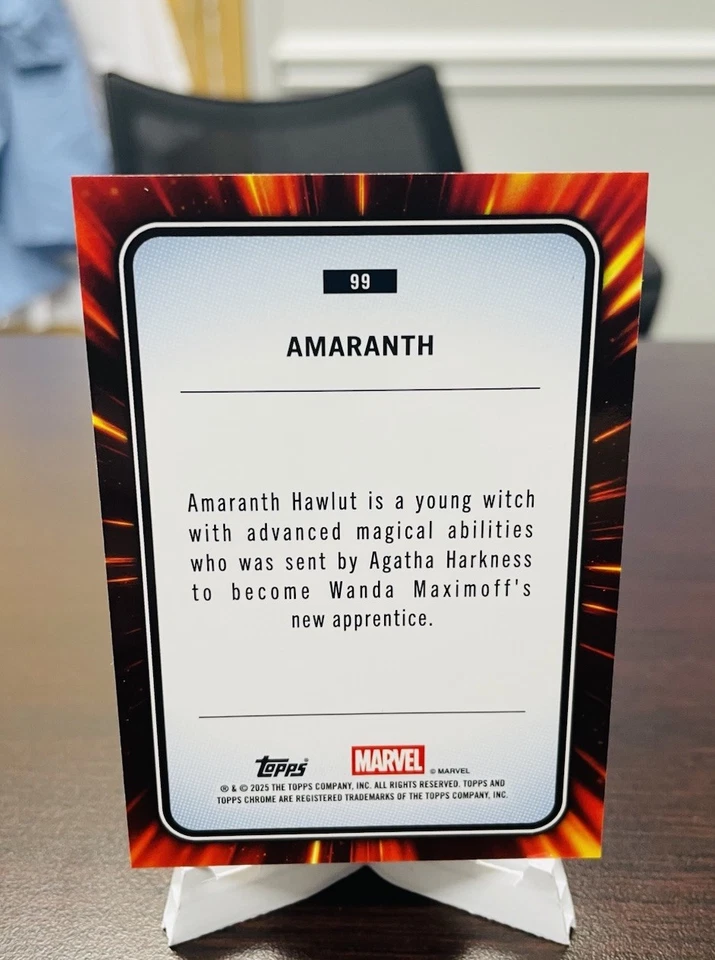 99
AMARANTH
Amaranth Hawlut is a young witch
with advanced magical abilities
who was sent by Agatha Harkness
to become Wanda Maximoff's
new apprentice.
Topps® MARVEL © MARVEL
® & © 2025 THE TOPPS COMPANY, INC. ALL RIGHTS RESERVED. TOPPS AND
TOPPS CHROME ARE REGISTERED TRADEMARKS OF THE TOPPS COMPANY, INC.